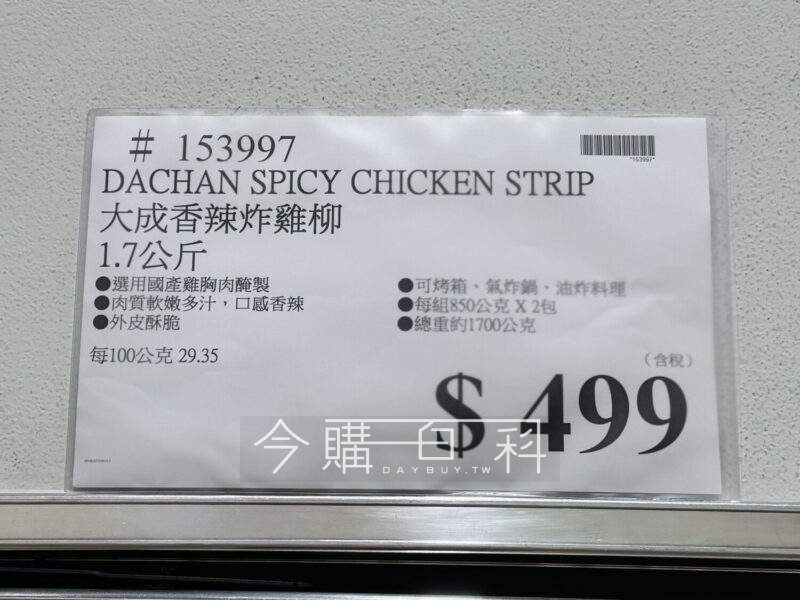 # 153997
*153997*
DACHAN SPICY CHICKEN STRIP
大成香辣炸雞柳
1.7公斤
●選用國產雞胸肉醃製
●肉質軟嫩多汁，口感香辣
●外皮酥脆
●可烤箱、氣炸鍋、油炸料理
●每組850公克 X 2包
●總重約1700公克
每100公克 29.35
(含稅)
$ 499
今購百科
DAYBUY.TW